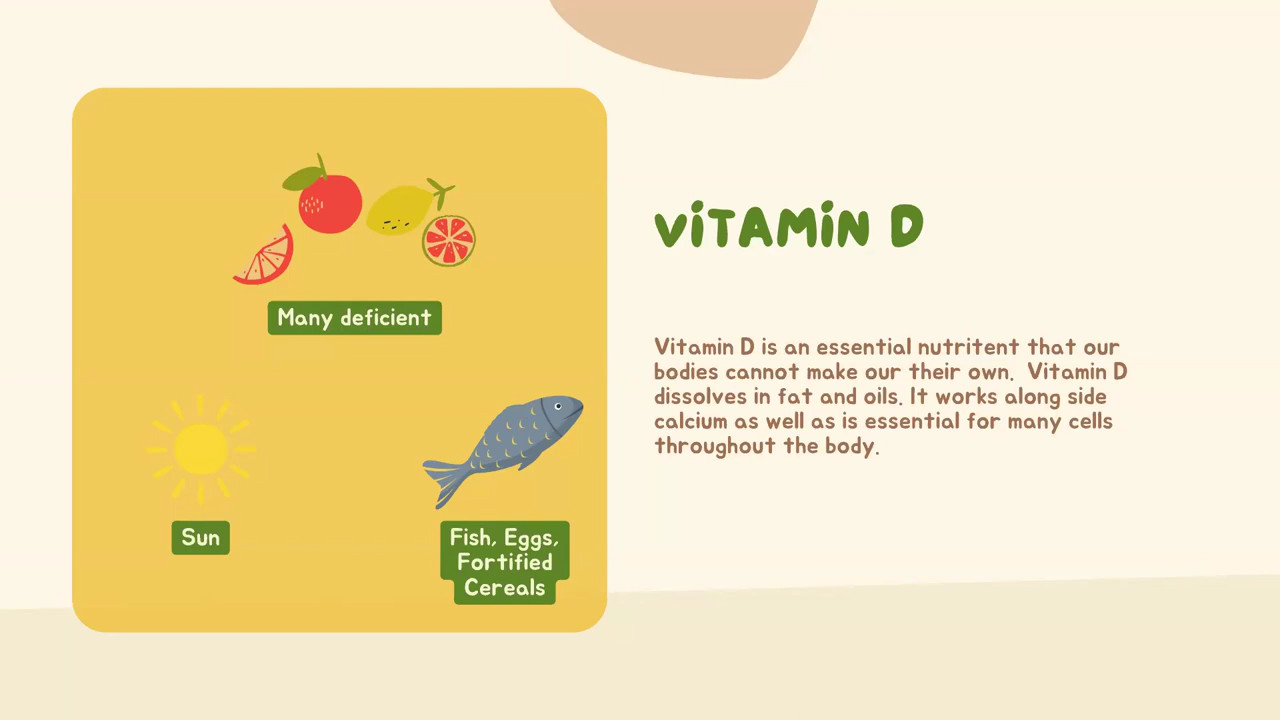 Many deficient
Sun
Fish, Eggs,
Fortified
Cereals
ViTAMiN D
Vitamin D is an essential nutritent that our
bodies cannot make our their own. Vitamin D
dissolves in fat and oils. It works along side
calcium as well as is essential for many cells
throughout the body.